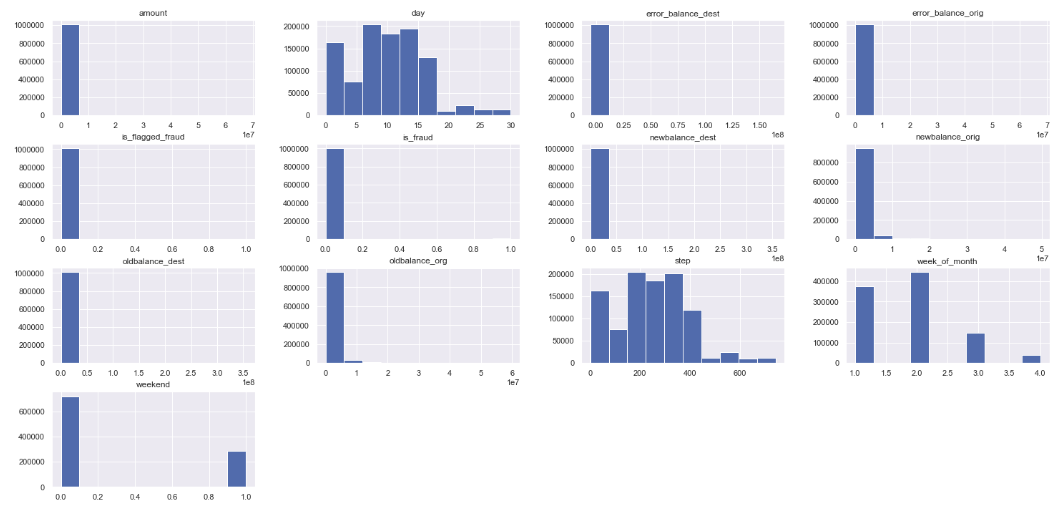 amount
1000000
800000
600000
400000
200000
0
0 1 2 3 4 5 6 7
1e7
day
200000
150000
100000
50000
0
0 5 10 15 20 25 30
error_balance_dest
1000000
800000
600000
400000
200000
0
0.00 0.25 0.50 0.75 1.00 1.25 1.50
1e8
error_balance_orig
1000000
800000
600000
400000
200000
0
0 1 2 3 4 5 6 7
1e7
is_flagged_fraud
1000000
800000
600000
400000
200000
0
0.0 0.2 0.4 0.6 0.8 1.0
is_fraud
1000000
800000
600000
400000
200000
0
0.0 0.2 0.4 0.6 0.8 1.0
newbalance_dest
1000000
800000
600000
400000
200000
0
0.0 0.5 1.0 1.5 2.0 2.5 3.0 3.5
1e8
newbalance_orig
800000
600000
400000
200000
0
0 1 2 3 4 5
1e7
oldbalance_dest
1000000
800000
600000
400000
200000
0
0.0 0.5 1.0 1.5 2.0 2.5 3.0 3.5
1e8
oldbalance_org
1000000
800000
600000
400000
200000
0
0 1 2 3 4 5 6
1e7
step
200000
150000
100000
50000
0
0 200 400 600
week_of_month
400000
300000
200000
100000
0
1.0 1.5 2.0 2.5 3.0 3.5 4.0
weekend
600000
400000
200000
0
0.0 0.2 0.4 0.6 0.8 1.0